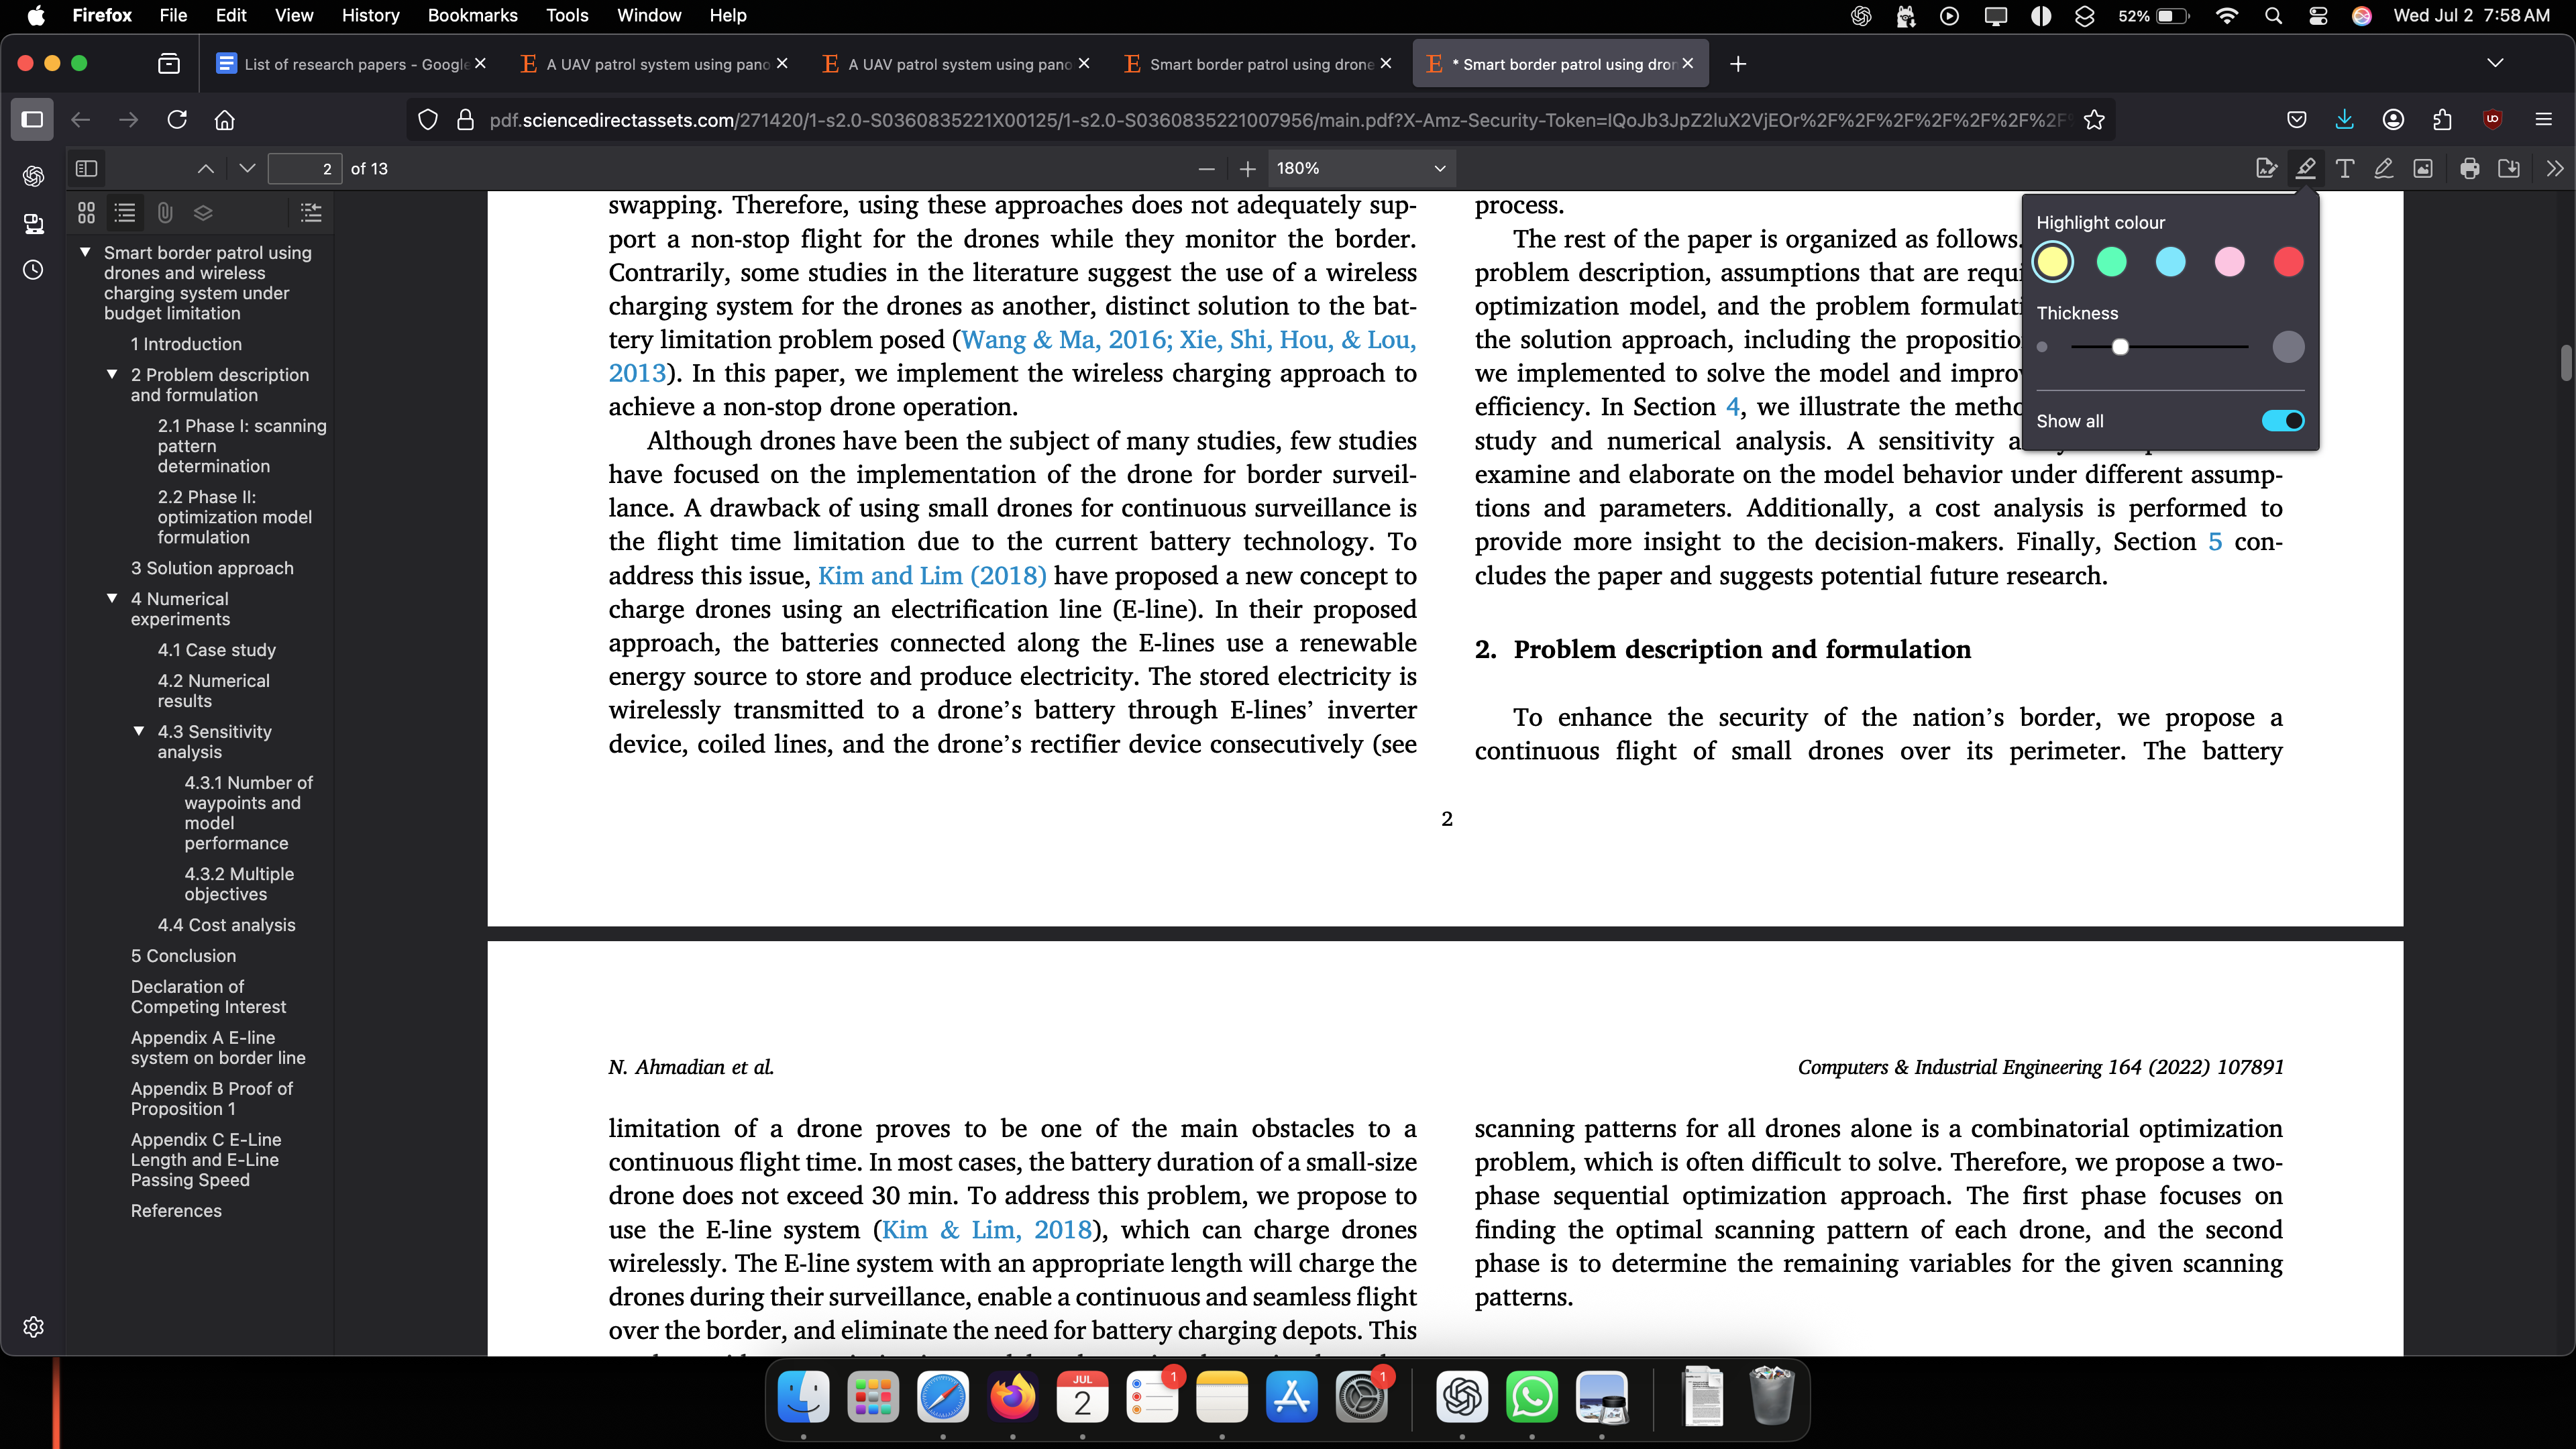 Firefox File Edit View History Bookmarks Tools Window Help 52% Wed Jul 2 7:58 AM
List of research papers - Google
A UAV patrol system using pano
A UAV patrol system using pano
Smart border patrol using drone
* Smart border patrol using dron
pdf.sciencedirectassets.com/271420/1-s2.0-S0360835221X00125/1-s2.0-S0360835221007956/main.pdf?X-Amz-Security-Token=IQoJb3JpZ2luX2VjEOr%2F%2F%2F%2F%2F%2F%2F%2F
2 of 13
180%
Smart border patrol using
drones and wireless
charging system under
budget limitation
1 Introduction
2 Problem description
and formulation
2.1 Phase I: scanning
pattern
determination
2.2 Phase II:
optimization model
formulation
3 Solution approach
4 Numerical
experiments
4.1 Case study
4.2 Numerical
results
4.3 Sensitivity
analysis
4.3.1 Number of
waypoints and
model
performance
4.3.2 Multiple
objectives
4.4 Cost analysis
5 Conclusion
Declaration of
Competing Interest
Appendix A E-line
system on border line
Appendix B Proof of
Proposition 1
Appendix C E-Line
Length and E-Line
Passing Speed
References
swapping. Therefore, using these approaches does not adequately sup-
port a non-stop flight for the drones while they monitor the border.
Contrarily, some studies in the literature suggest the use of a wireless
charging system for the drones as another, distinct solution to the bat-
tery limitation problem posed (Wang & Ma, 2016; Xie, Shi, Hou, & Lou,
2013). In this paper, we implement the wireless charging approach to
achieve a non-stop drone operation.
Although drones have been the subject of many studies, few studies
have focused on the implementation of the drone for border surveil-
lance. A drawback of using small drones for continuous surveillance is
the flight time limitation due to the current battery technology. To
address this issue, Kim and Lim (2018) have proposed a new concept to
charge drones using an electrification line (E-line). In their proposed
approach, the batteries connected along the E-lines use a renewable
energy source to store and produce electricity. The stored electricity is
wirelessly transmitted to a drone's battery through E-lines' inverter
device, coiled lines, and the drone's rectifier device consecutively (see
process.
The rest of the paper is organized as follows.
problem description, assumptions that are requi
optimization model, and the problem formulati
the solution approach, including the propositio
we implemented to solve the model and improv
efficiency. In Section 4, we illustrate the metho
study and numerical analysis. A sensitivity a
examine and elaborate on the model behavior under different assump-
tions and parameters. Additionally, a cost analysis is performed to
provide more insight to the decision-makers. Finally, Section 5 con-
cludes the paper and suggests potential future research.
2. Problem description and formulation
To enhance the security of the nation's border, we propose a
continuous flight of small drones over its perimeter. The battery
2
Highlight colour
Thickness
Show all
N. Ahmadian et al.
Computers & Industrial Engineering 164 (2022) 107891
limitation of a drone proves to be one of the main obstacles to a
continuous flight time. In most cases, the battery duration of a small-size
drone does not exceed 30 min. To address this problem, we propose to
use the E-line system (Kim & Lim, 2018), which can charge drones
wirelessly. The E-line system with an appropriate length will charge the
drones during their surveillance, enable a continuous and seamless flight
over the border, and eliminate the need for battery charging depots. This
scanning patterns for all drones alone is a combinatorial optimization
problem, which is often difficult to solve. Therefore, we propose a two-
phase sequential optimization approach. The first phase focuses on
finding the optimal scanning pattern of each drone, and the second
phase is to determine the remaining variables for the given scanning
patterns.
JUL
2
1
1